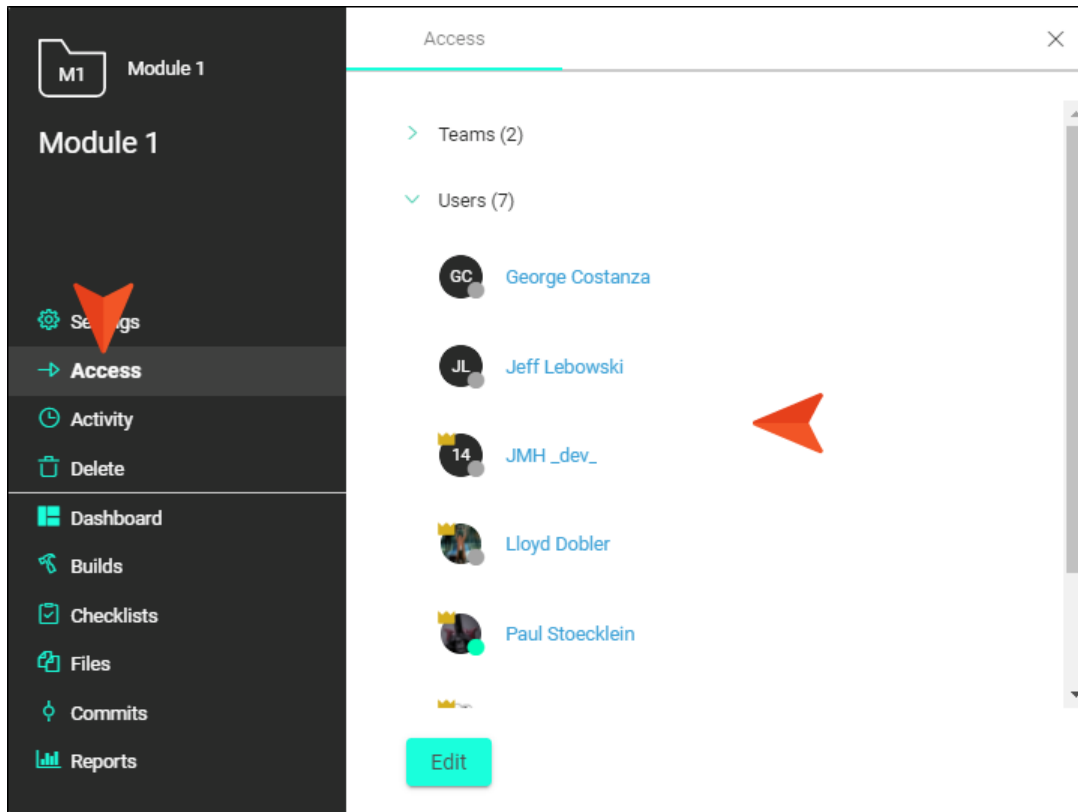 M1
Module 1
Module 1
Settings
Access
Activity
Delete
Dashboard
Builds
Checklists
Files
Commits
Reports
Access
Teams (2)
Users (7)
GC
George Costanza
JL
Jeff Lebowski
14
JMH _dev_
Lloyd Dobler
Paul Stoecklein
Edit